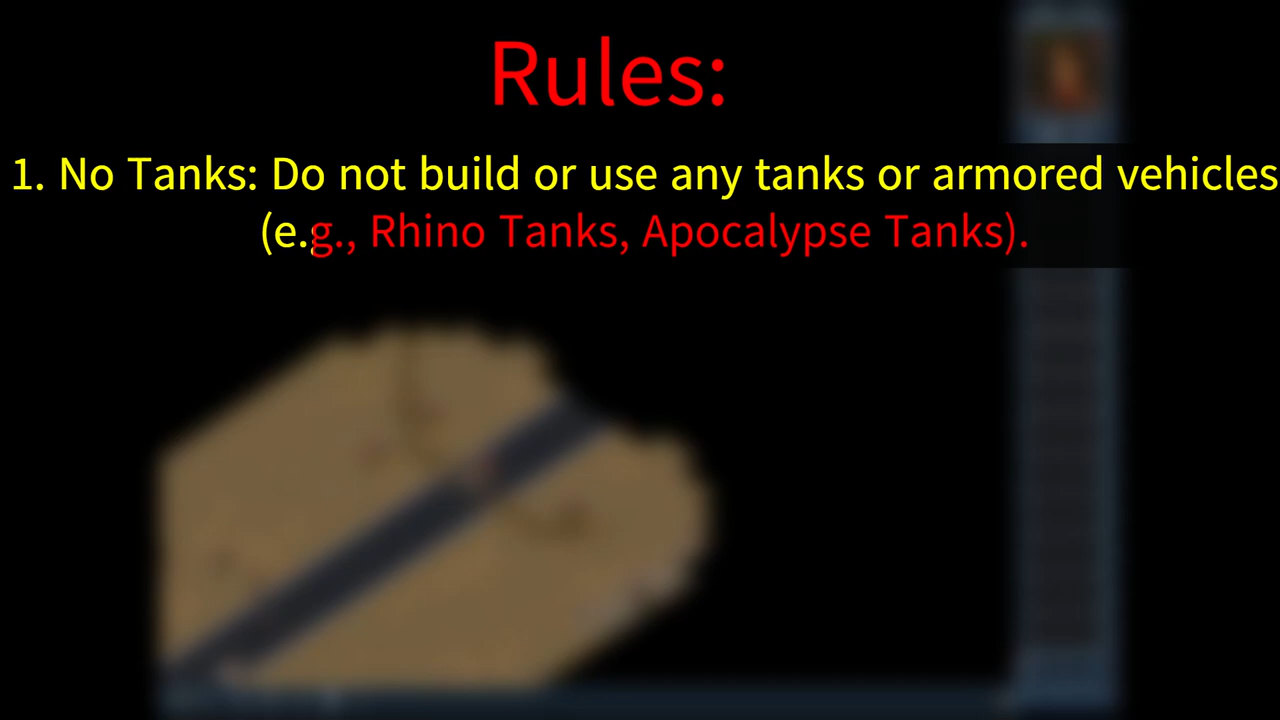 Rules:
1. No Tanks: Do not build or use any tanks or armored vehicles
(e.g., Rhino Tanks, Apocalypse Tanks).